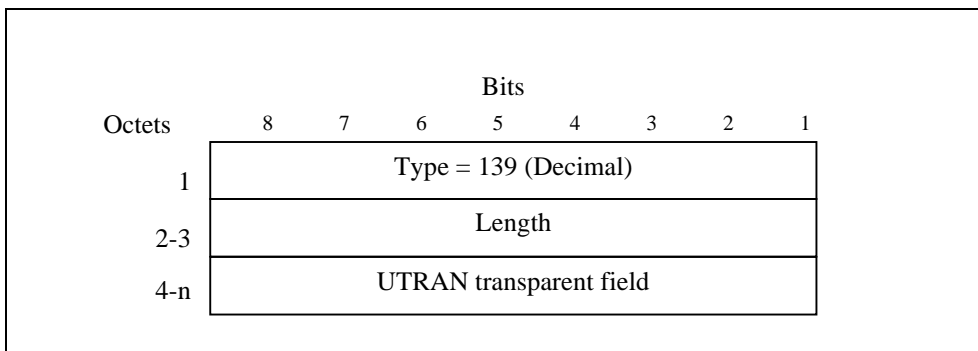 Bits
Octets 8 7 6 5 4 3 2 1
1 Type = 139 (Decimal)
2-3 Length
4-n UTRAN transparent field